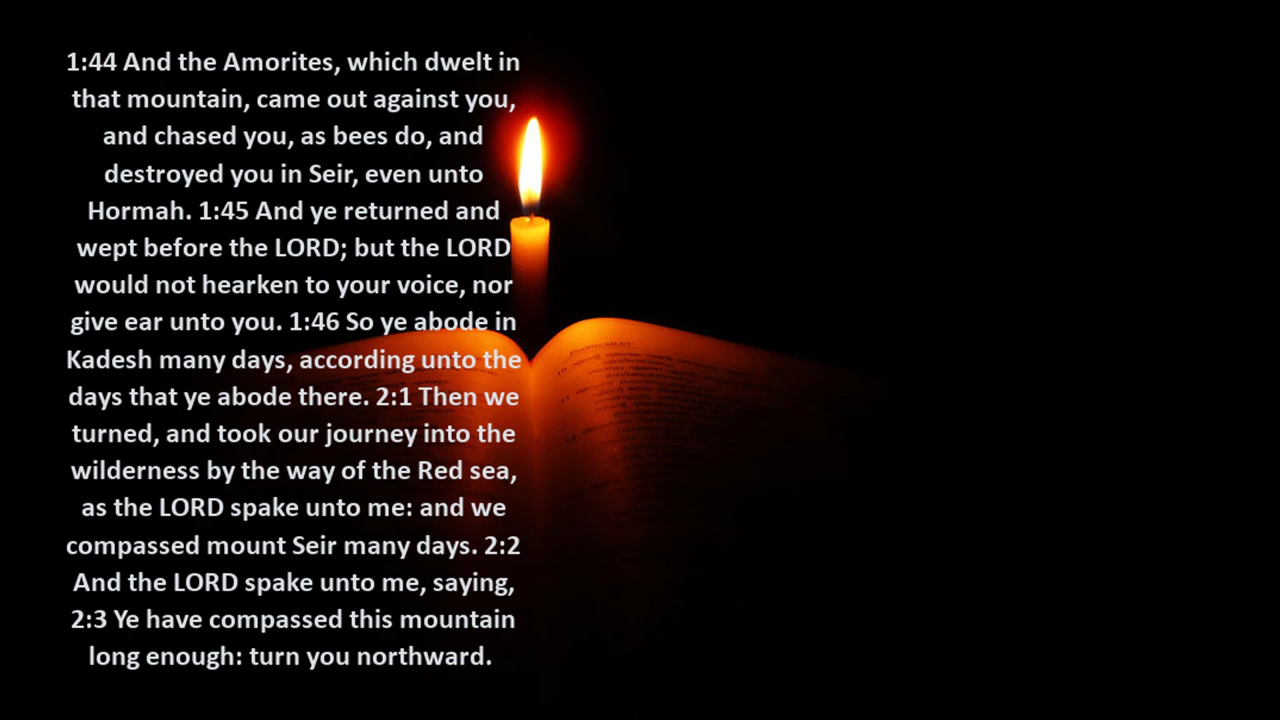 1:44 And the Amorites, which dwelt in
that mountain, came out against you,
and chased you, as bees do, and
destroyed you in Seir, even unto
Hormah. 1:45 And ye returned and
wept before the LORD; but the LORD
would not hearken to your voice, nor
give ear unto you. 1:46 So ye abode in
Kadesh many days, according unto the
days that ye abode there. 2:1 Then we
turned, and took our journey into the
wilderness by the way of the Red sea,
as the LORD spake unto me: and we
compassed mount Seir many days. 2:2
And the LORD spake unto me, saying,
2:3 Ye have compassed this mountain
long enough: turn you northward.